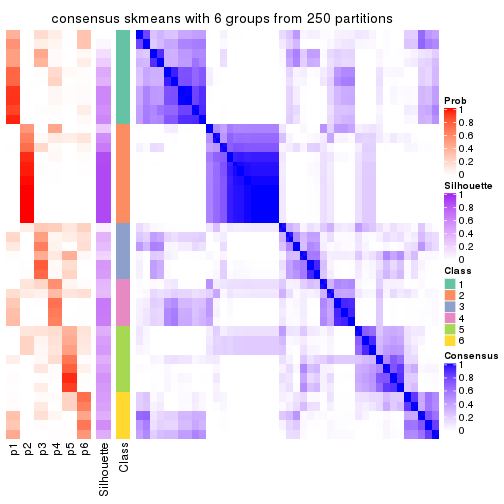 consensus skmeans with 6 groups from 250 partitions
Prob
1
0.8
0.6
0.4
0.2
0
Silhouette
1
0.8
0.6
0.4
0.2
0
Class
1
2
3
4
5
6
Consensus
1
0.8
0.6
0.4
0.2
0
p1
p2
p3
p4
p5
p6
Silhouette
Class